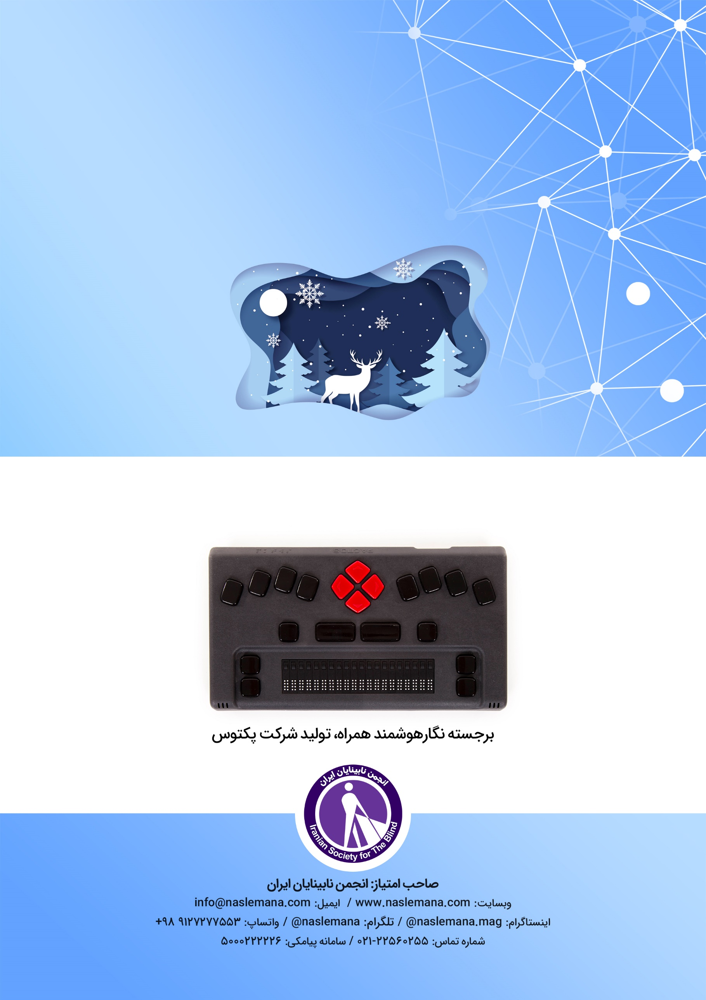 PACTOS
برجسته نگارهوشمند همراه، تولید شرکت پکتوس
انجمن نابینایان ایران
Iranian Society for The Blind
صاحب امتیاز: انجمن نابینایان ایران
وبسایت: www.naslemana.com / ایمیل: info@naslemana.com
اینستاگرام: @naslemana.mag / تلگرام: @naslemana / واتساپ: +۹۸ ۹۱۲۷۲۷۷۵۵۳
شماره تماس: ۰۲۱-۲۲۵۶۰۲۵۵ / سامانه پیامکی: ۵۰۰۰۲۲۲۲۲۶